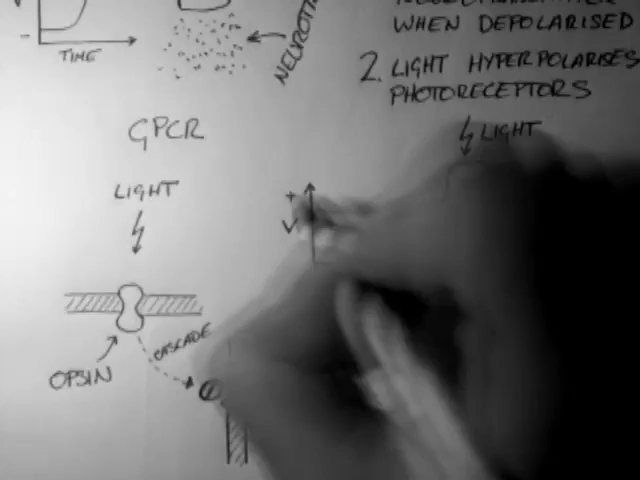 TIME
WHEN DEPOLARISED
2. LIGHT HYPERPOLARISES
PHOTORECEPTORS
GPCR
LIGHT
LIGHT
+
V
CASCADE
OPSIN